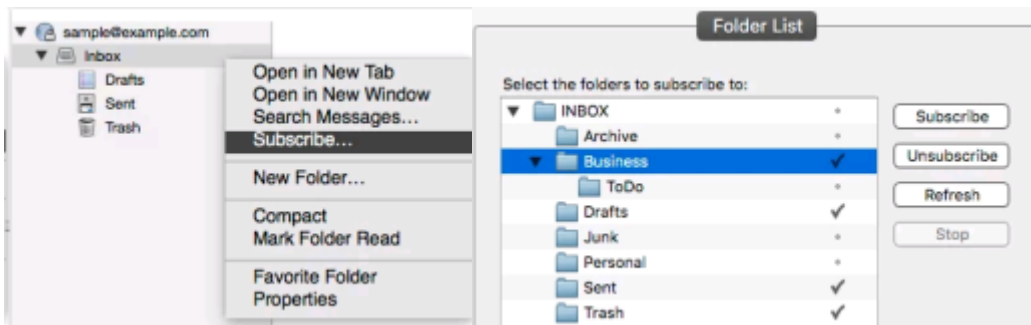 sample@example.com
Inbox
Drafts
Sent
Trash
Open in New Tab
Open in New Window
Search Messages...
Subscribe...
New Folder...
Compact
Mark Folder Read
Favorite Folder
Properties
Folder List
Select the folders to subscribe to:
INBOX
Archive
Business
ToDo
Drafts
Junk
Personal
Sent
Trash
Subscribe
Unsubscribe
Refresh
Stop